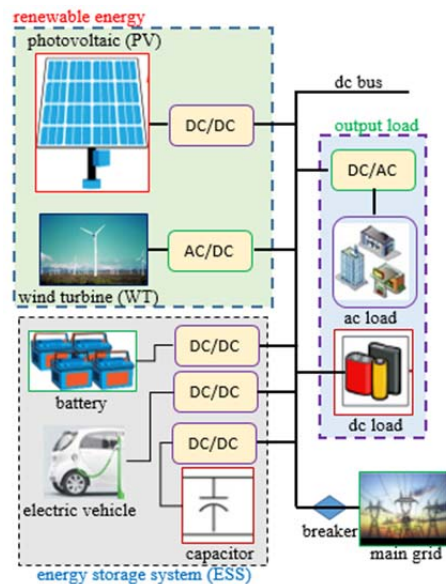 renewable energy
photovoltaic (PV)
DC/DC
dc bus
output load
DC/AC
AC/DC
wind turbine (WT)
ac load
DC/DC
battery
DC/DC
dc load
DC/DC
electric vehicle
capacitor
breaker
main grid
energy storage system (ESS)